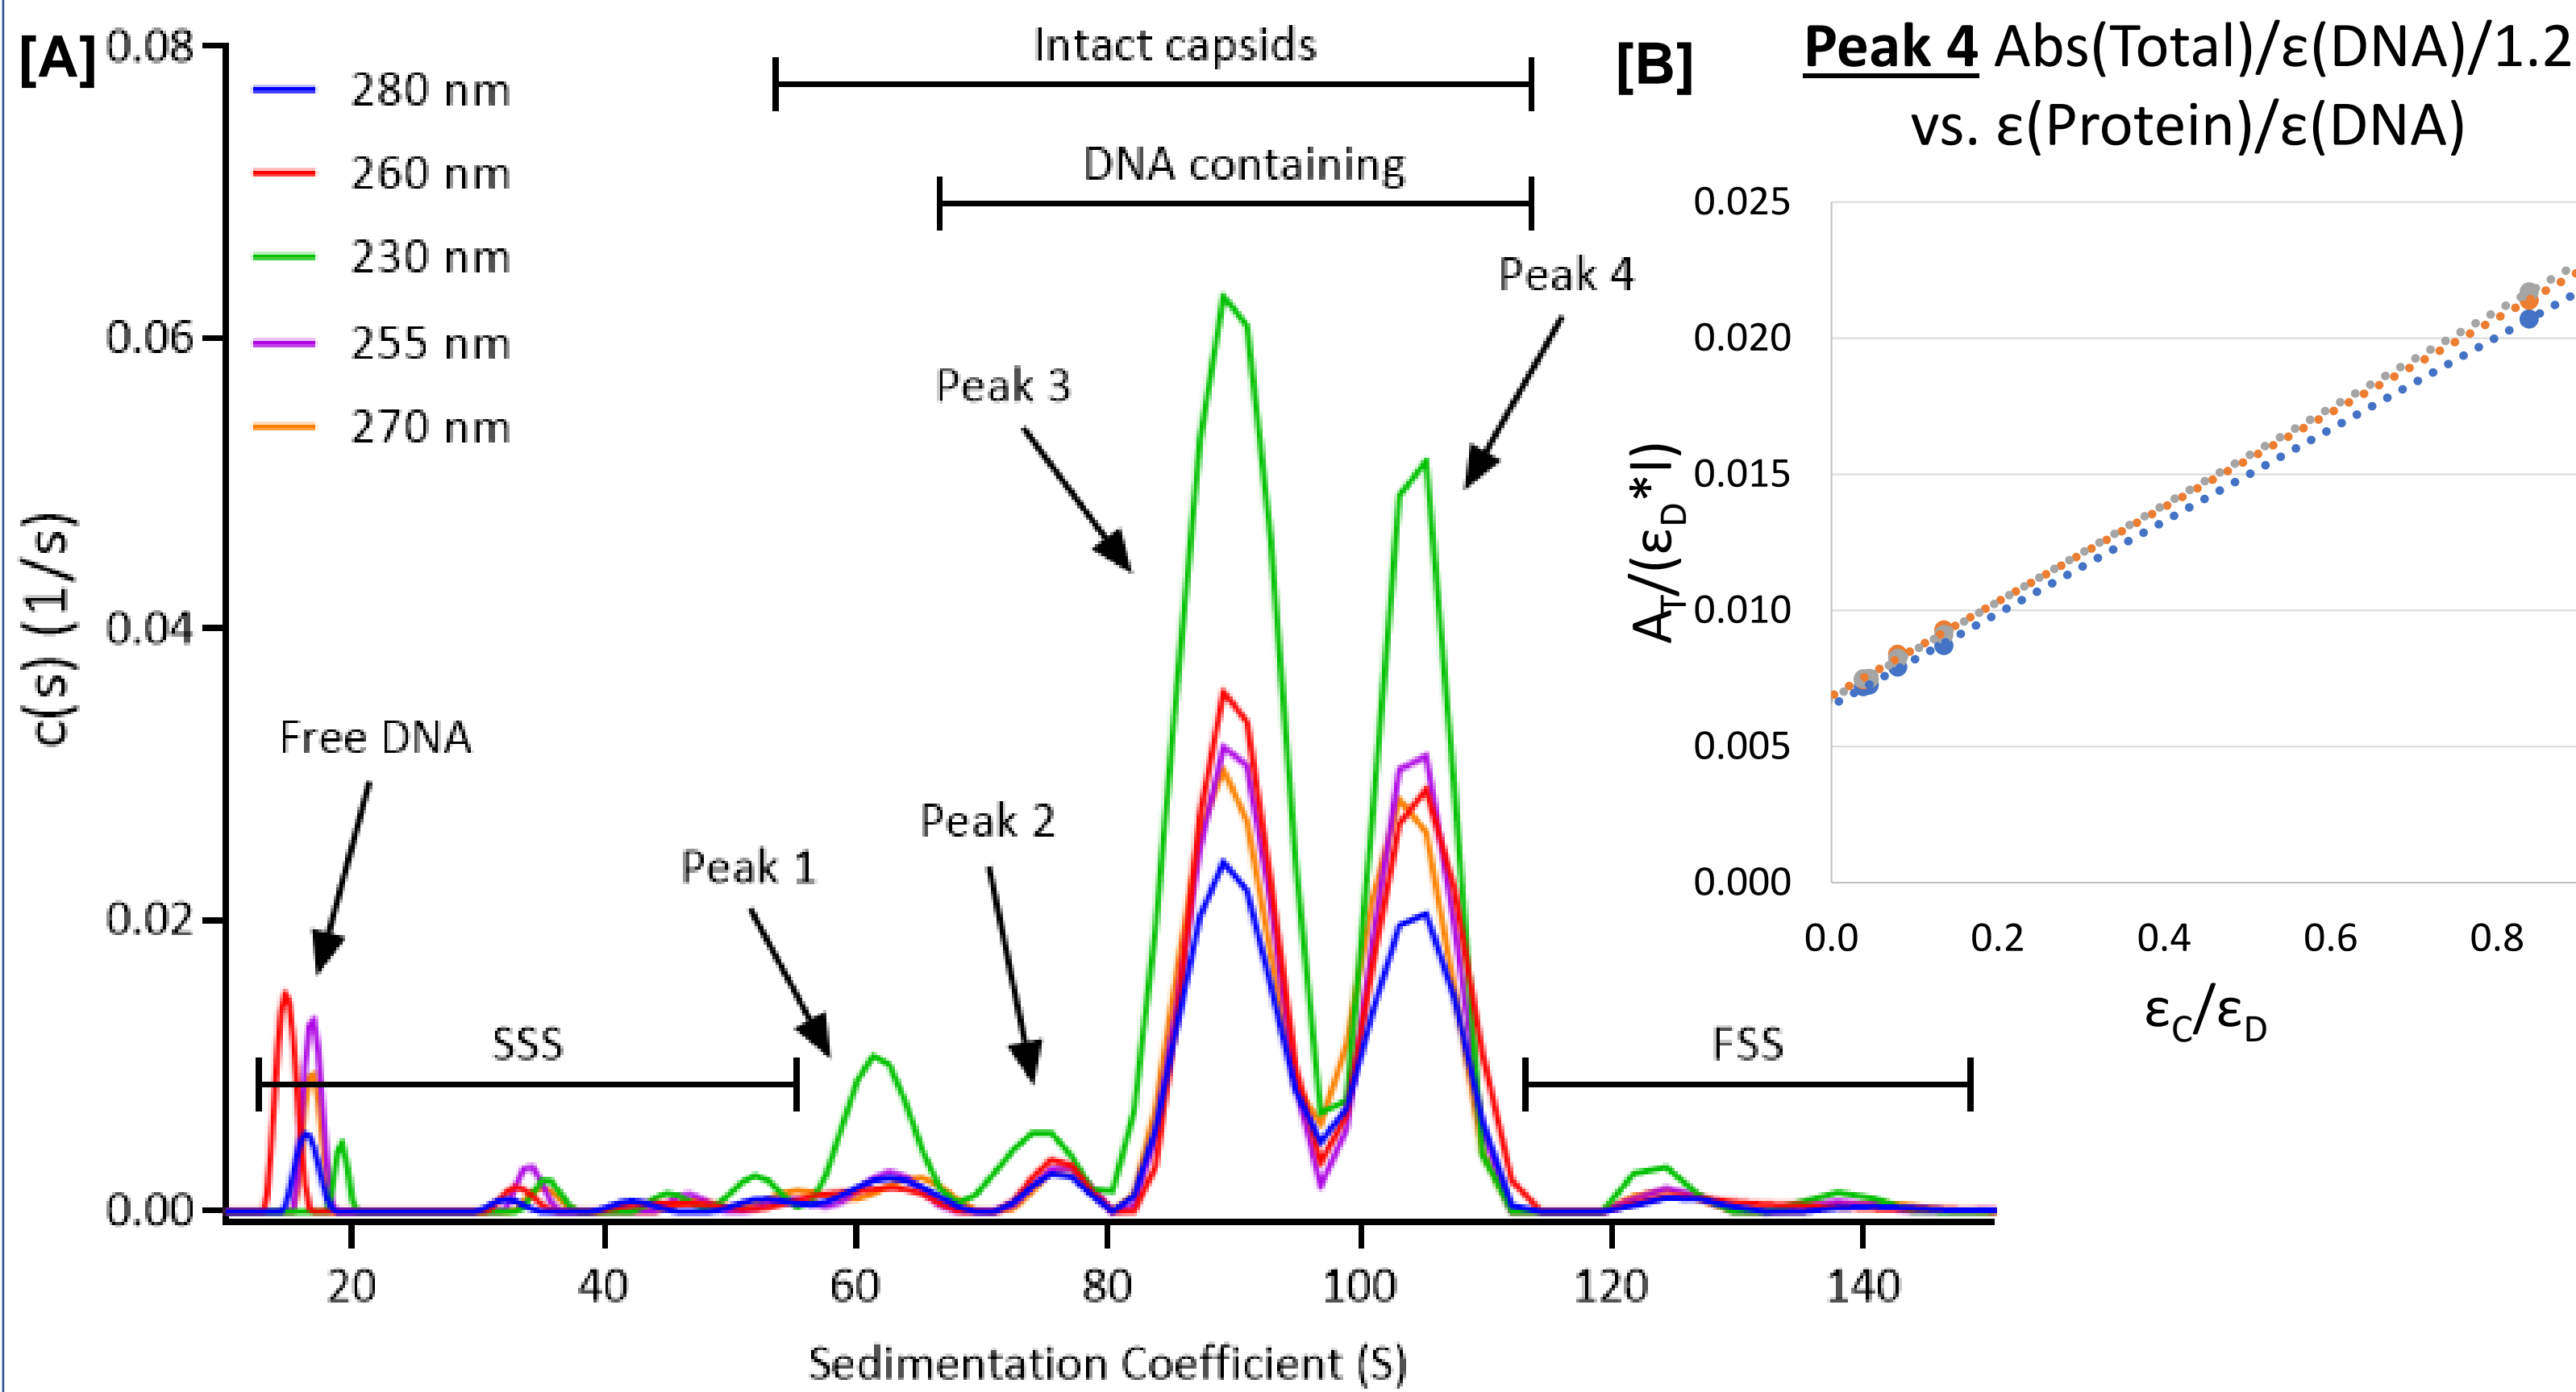 [A]
0.08
0.06
0.04
0.02
0.00
c(s) (1/s)
280 nm
260 nm
230 nm
255 nm
270 nm
Intact capsids
DNA containing
Peak 4
Peak 3
Free DNA
Peak 2
Peak 1
SSS
FSS
20 40 60 80 100 120 140
Sedimentation Coefficient (S)
[B]
Peak 4 Abs(Total)/ε(DNA)/1.2
vs. ε(Protein)/ε(DNA)
0.025
0.020
0.015
0.010
0.005
0.000
A_T/(ε_D*l)
0.0 0.2 0.4 0.6 0.8
ε_C/ε_D